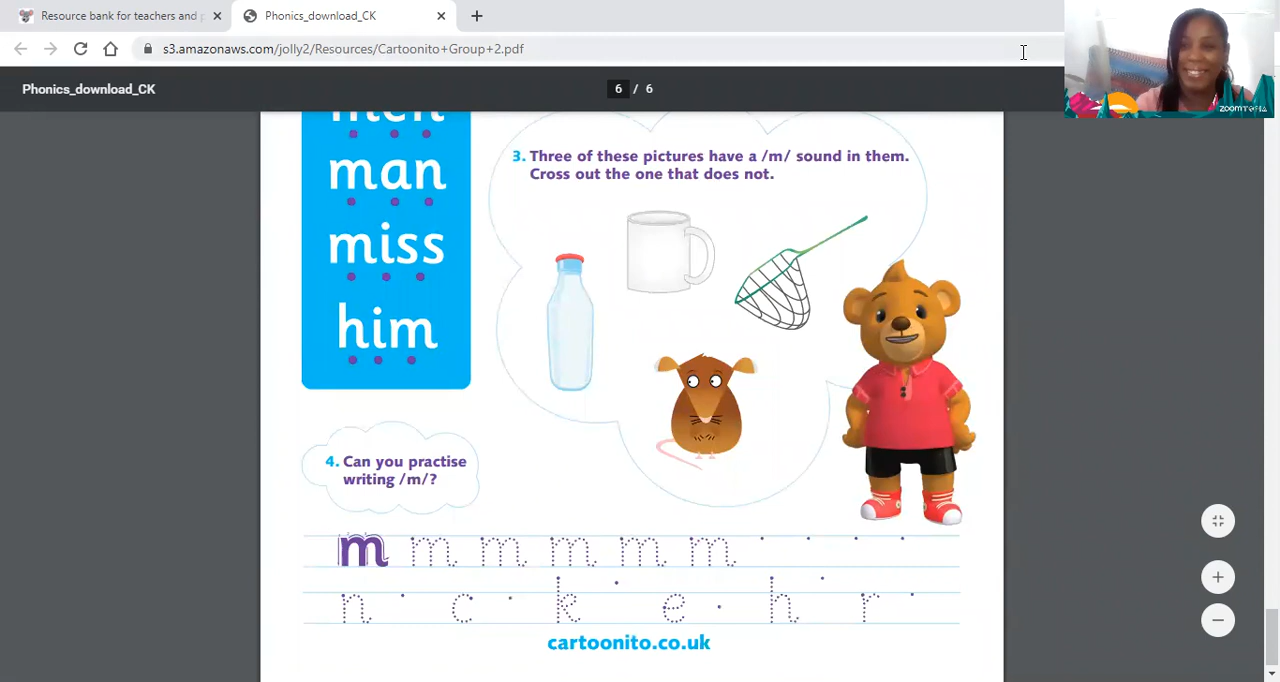 Resource bank for teachers and p
Phonics_download_CK
s3.amazonaws.com/jolly2/Resources/Cartoonito+Group+2.pdf
Phonics_download_CK
6 / 6
zoomtopia
men
man
miss
him
3. Three of these pictures have a /m/ sound in them.
Cross out the one that does not.
4. Can you practise
writing /m/?
m m m m m m
n c k e h r
cartoonito.co.uk